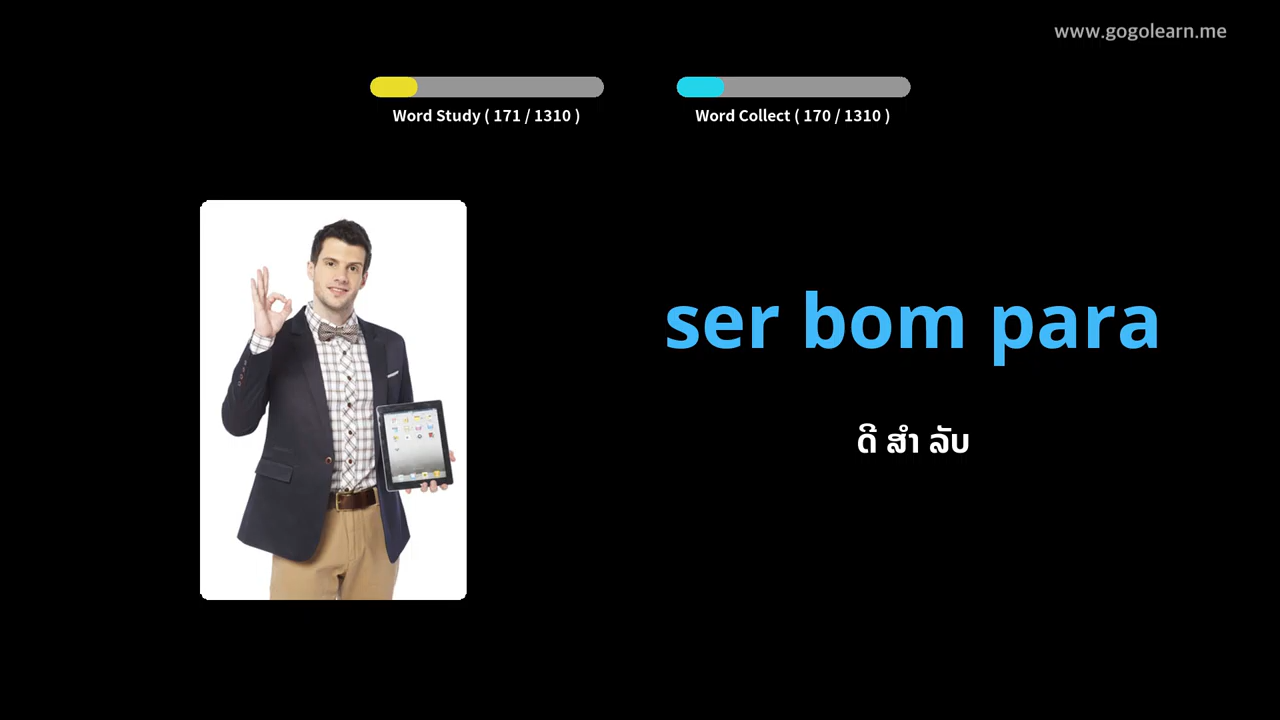 www.gogolearn.me
Word Study ( 171 / 1310 )
Word Collect ( 170 / 1310 )
ser bom para
ດີ ສຳ ລັບ